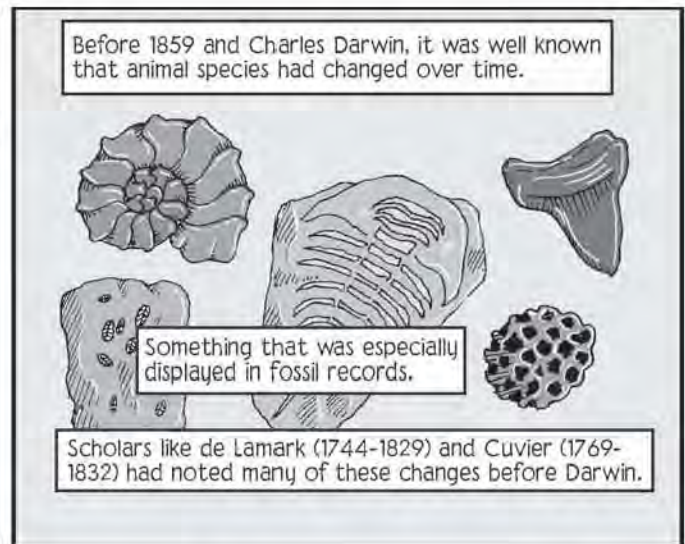 Before 1859 and Charles Darwin, it was well known
that animal species had changed over time.
Something that was especially
displayed in fossil records.
Scholars like de Lamark (1744-1829) and Cuvier (1769-
1832) had noted many of these changes before Darwin.